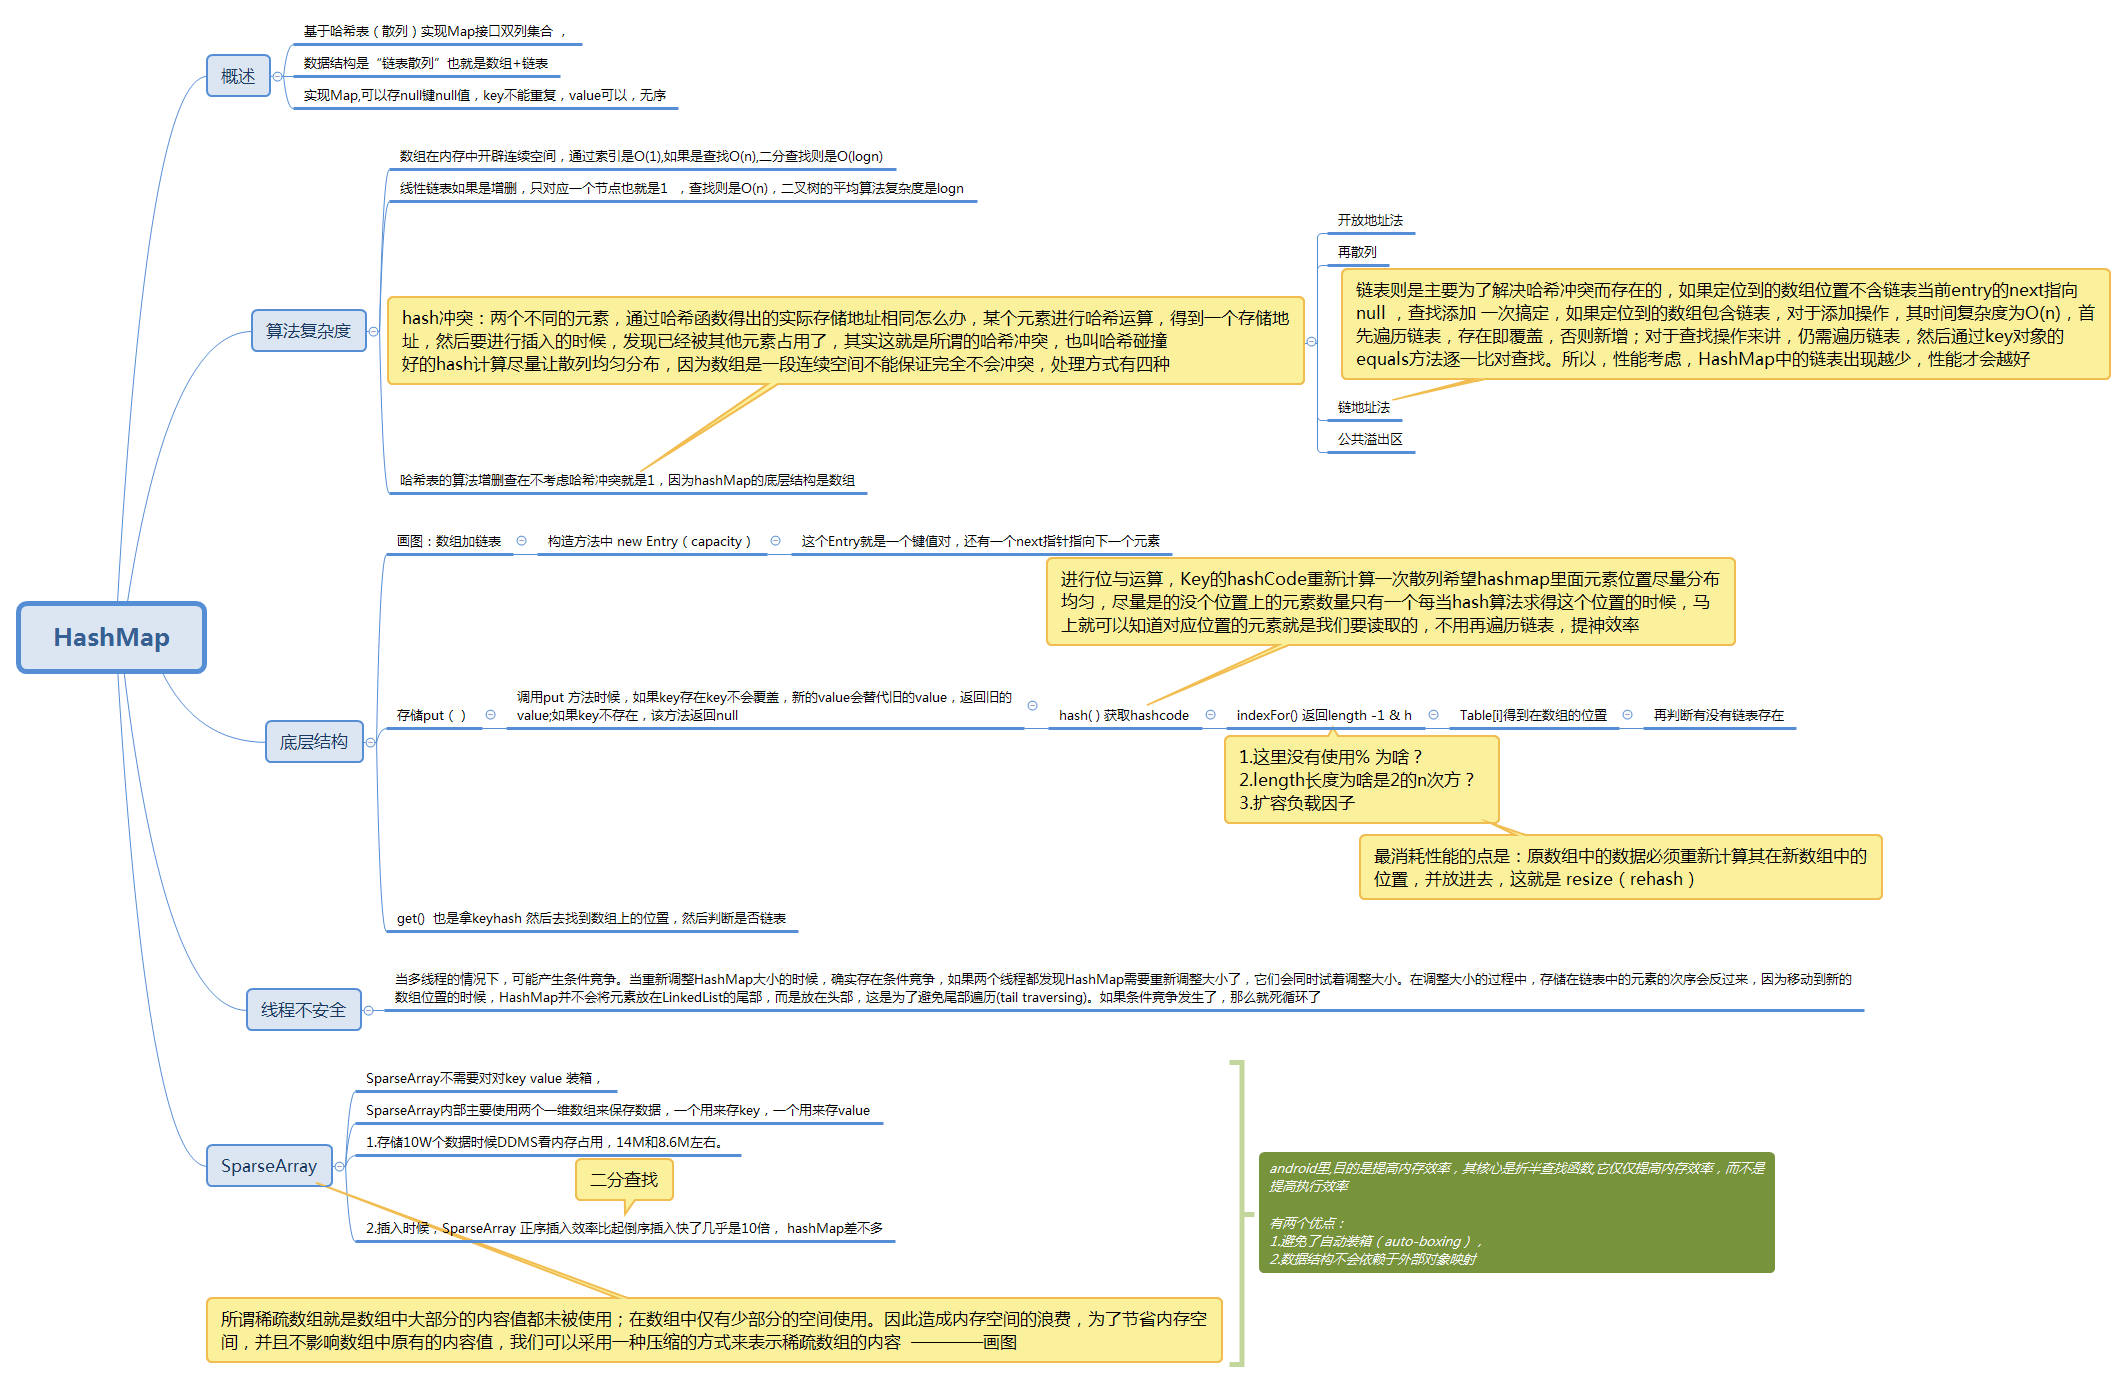 HashMap
概述
基于哈希表（散列）实现Map接口双列集合 ，
数据结构是“链表散列”也就是数组+链表
实现Map,可以存null键null值，key不能重复，value可以，无序
算法复杂度
数组在内存中开辟连续空间，通过索引是O(1),如果是查找O(n),二分查找则是O(logn)
线性链表如果是增删，只对应一个节点也就是1 ，查找则是O(n)，二叉树的平均算法复杂度是logn
hash冲突：两个不同的元素，通过哈希函数得出的实际存储地址相同怎么办，某个元素进行哈希运算，得到一个存储地
址，然后要进行插入的时候，发现已经被其他元素占用了，其实这就是所谓的哈希冲突，也叫哈希碰撞
好的hash计算尽量让散列均匀分布，因为数组是一段连续空间不能保证完全不会冲突，处理方式有四种
开放地址法
再散列
链表则是主要为了解决哈希冲突而存在的，如果定位到的数组位置不含链表当前entry的next指向
null ，查找添加 一次搞定，如果定位到的数组包含链表，对于添加操作，其时间复杂度为O(n)，首
先遍历链表，存在即覆盖，否则新增；对于查找操作来讲，仍需遍历链表，然后通过key对象的
equals方法逐一比对查找。所以，性能考虑，HashMap中的链表出现越少，性能才会越好
链地址法
公共溢出区
哈希表的算法增删查在不考虑哈希冲突就是1，因为hashMap的底层结构是数组
底层结构
画图：数组加链表
构造方法中 new Entry（capacity）
这个Entry就是一个键值对，还有一个next指针指向下一个元素
进行位与运算，Key的hashCode重新计算一次散列希望hashmap里面元素位置尽量分布
均匀，尽量是的没个位置上的元素数量只有一个每当hash算法求得这个位置的时候，马
上就可以知道对应位置的元素就是我们要读取的，不用再遍历链表，提神效率
存储put（ ）
调用put 方法时候，如果key存在key不会覆盖，新的value会替代旧的value，返回旧的
value;如果key不存在，该方法返回null
hash( ) 获取hashcode
indexFor() 返回length -1 & h
Table[i]得到在数组的位置
再判断有没有链表存在
1.这里没有使用% 为啥？
2.length长度为啥是2的n次方？
3.扩容负载因子
最消耗性能的点是：原数组中的数据必须重新计算其在新数组中的
位置，并放进去，这就是 resize（rehash）
get() 也是拿keyhash 然后去找到数组上的位置，然后判断是否链表
线程不安全
当多线程的情况下，可能产生条件竞争。当重新调整HashMap大小的时候，确实存在条件竞争，如果两个线程都发现HashMap需要重新调整大小了，它们会同时试着调整大小。在调整大小的过程中，存储在链表中的元素的次序会反过来，因为移动到新的
数组位置的时候，HashMap并不会将元素放在LinkedList的尾部，而是放在头部，这是为了避免尾部遍历(tail traversing)。如果条件竞争发生了，那么就死循环了
SparseArray
SparseArray不需要对对key value 装箱，
SparseArray内部主要使用两个一维数组来保存数据，一个用来存key，一个用来存value
1.存储10W个数据时候DDMS看内存占用，14M和8.6M左右。
二分查找
2.插入时候，SparseArray 正序插入效率比起倒序插入快了几乎是10倍， hashMap差不多
所谓稀疏数组就是数组中大部分的内容值都未被使用；在数组中仅有少部分的空间使用。因此造成内存空间的浪费，为了节省内存空
间，并且不影响数组中原有的内容值，我们可以采用一种压缩的方式来表示稀疏数组的内容 ————画图
android里,目的是提高内存效率，其核心是折半查找函数,它仅仅提高内存效率，而不是
提高执行效率
有两个优点：
1.避免了自动装箱（auto-boxing），
2.数据结构不会依赖于外部对象映射